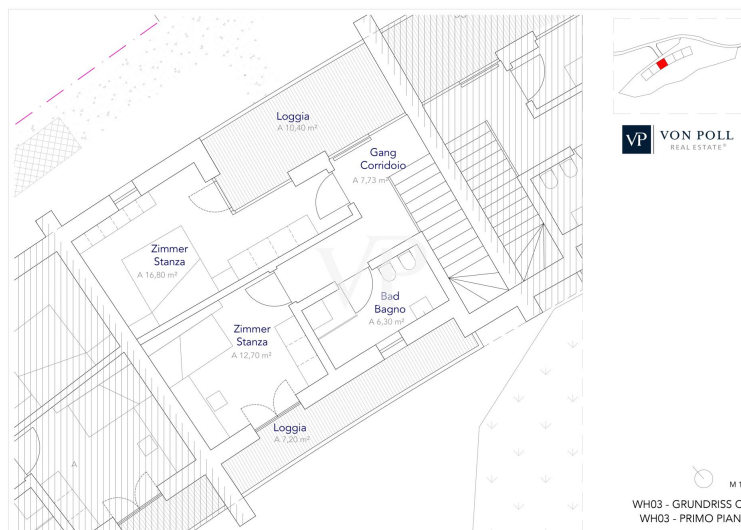 Loggia
A 10,40 m²
Gang
Corridoio
A 7,73 m²
Zimmer
Stanza
A 16,80 m²
Bad
Bagno
A 6,30 m²
Zimmer
Stanza
A 12,70 m²
Loggia
A 7,20 m²
A
VP
VP
VON POLL
REAL ESTATE®
M 1
WH03 - GRUNDRISS
WH03 - PRIMO PIAN